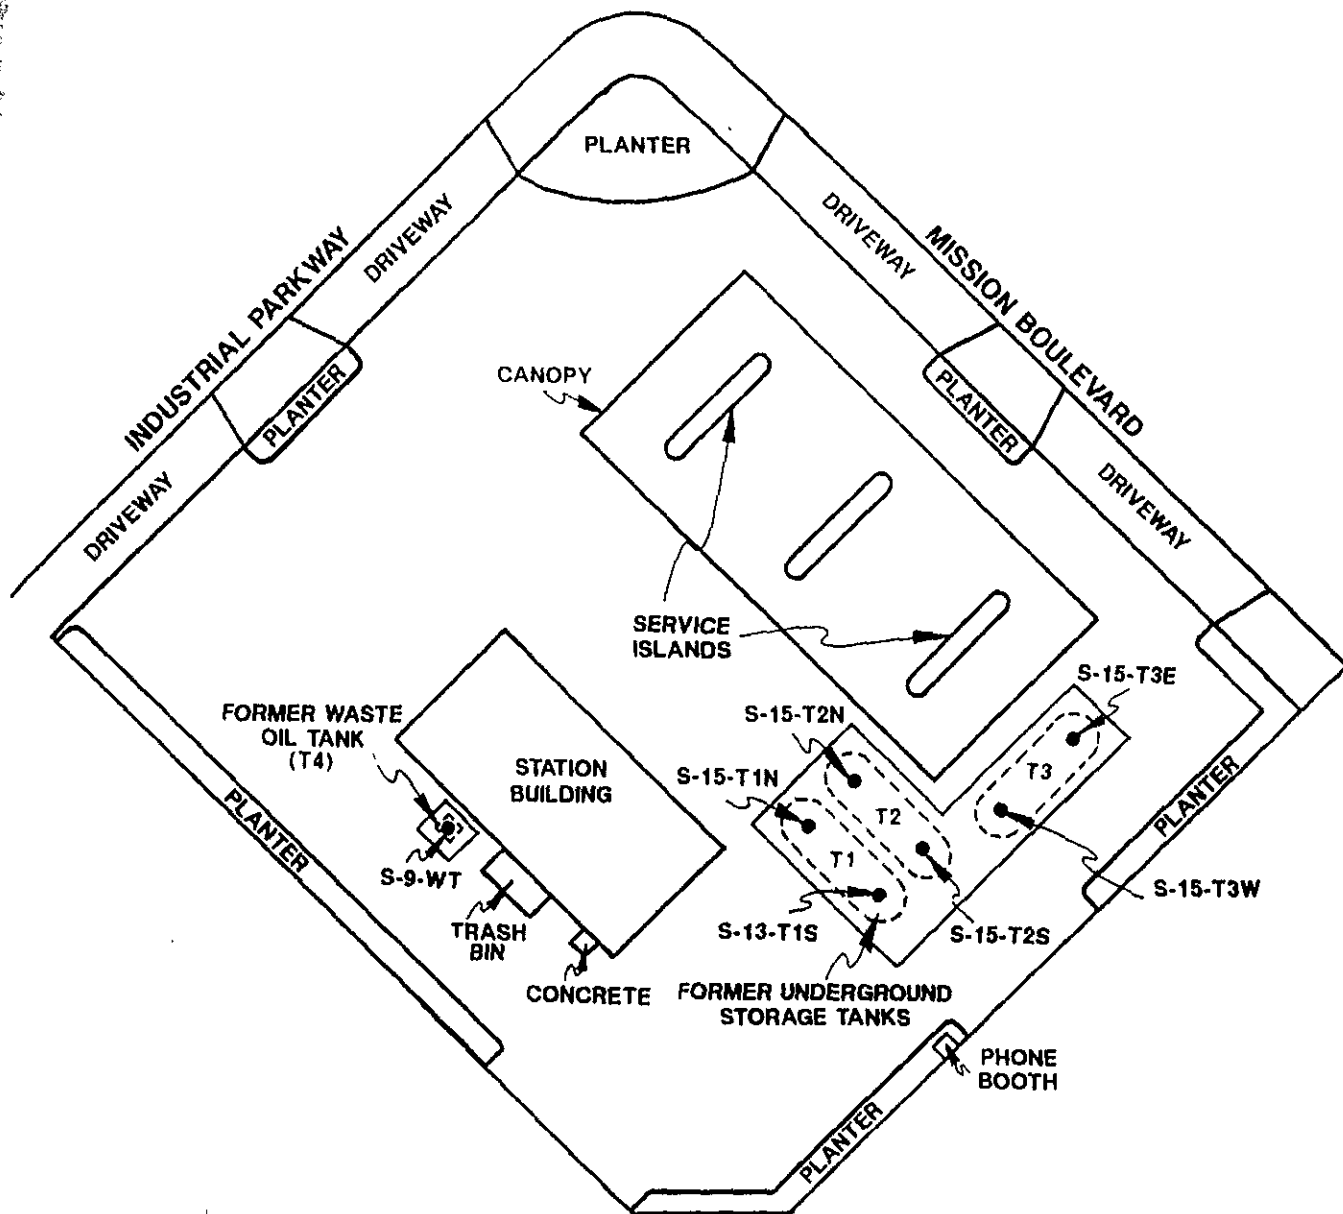 PLANTER
INDUSTRIAL PARKWAY
DRIVEWAY
DRIVEWAY
MISSION BOULEVARD
PLANTER
PLANTER
CANOPY
DRIVEWAY
DRIVEWAY
SERVICE
ISLANDS
S-15-T3E
FORMER WASTE
OIL TANK
(T4)
S-15-T2N
STATION
BUILDING
S-15-T1N
T3
T2
T1
PLANTER
PLANTER
S-9-WT
S-15-T3W
TRASH
BIN
S-13-T1S
S-15-T2S
CONCRETE
FORMER UNDERGROUND
STORAGE TANKS
PHONE
BOOTH
PLANTER